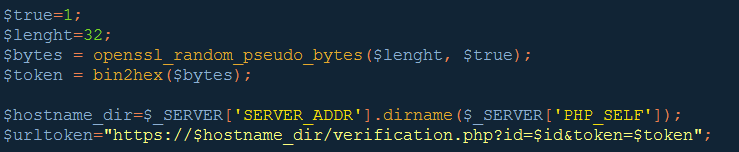 $true=1;
$lenght=32;
$bytes = openssl_random_pseudo_bytes($lenght, $true);
$token = bin2hex($bytes);
$hostname_dir=$_SERVER['SERVER_ADDR'].dirname($_SERVER['PHP_SELF']);
$urltoken="https://$hostname_dir/verification.php?id=$id&token=$token";